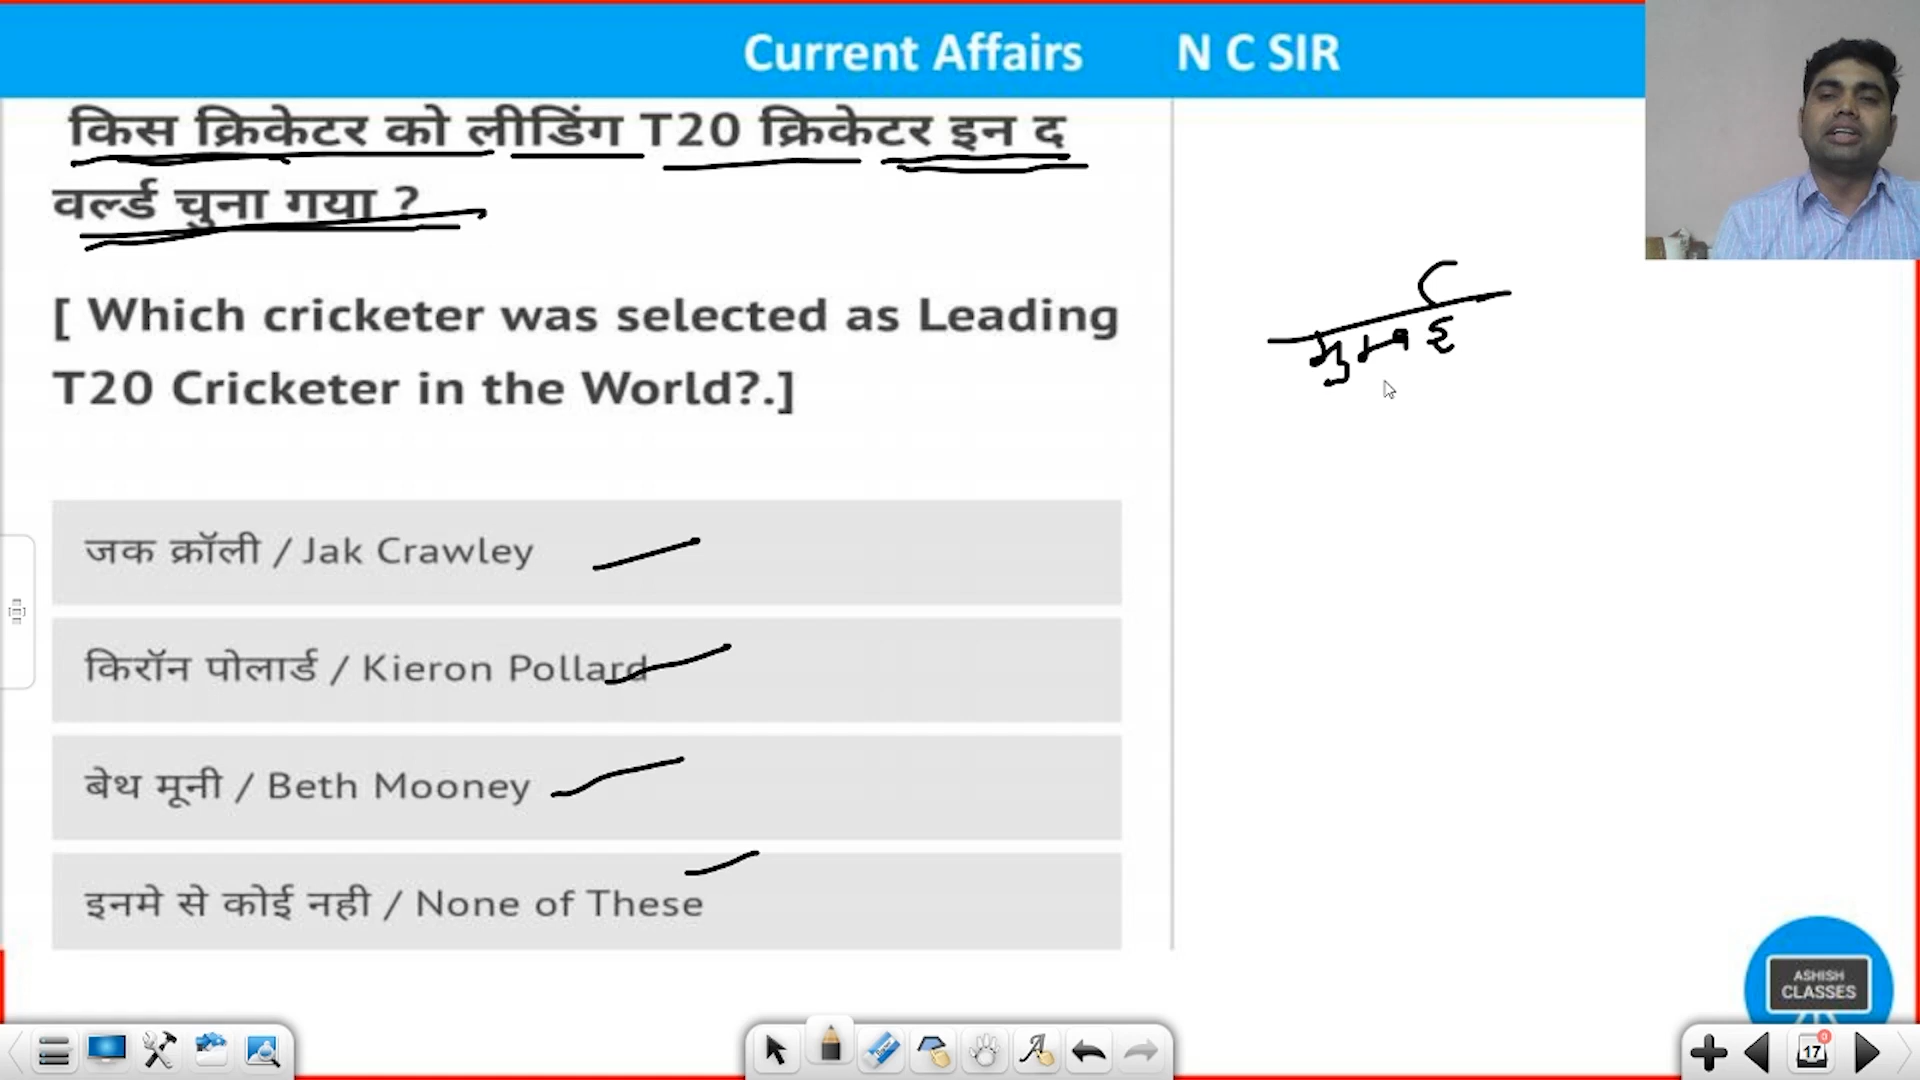 Current Affairs N C SIR
किस क्रिकेटर को लीडिंग T20 क्रिकेटर इन द
वर्ल्ड चुना गया ?
[ Which cricketer was selected as Leading
T20 Cricketer in the World?.]
जक क्रॉली / Jak Crawley
किरॉन पोलार्ड / Kieron Pollard
बेथ मूनी / Beth Mooney
इनमे से कोई नही / None of These
मुम्बई
ASHISH
CLASSES
17
0